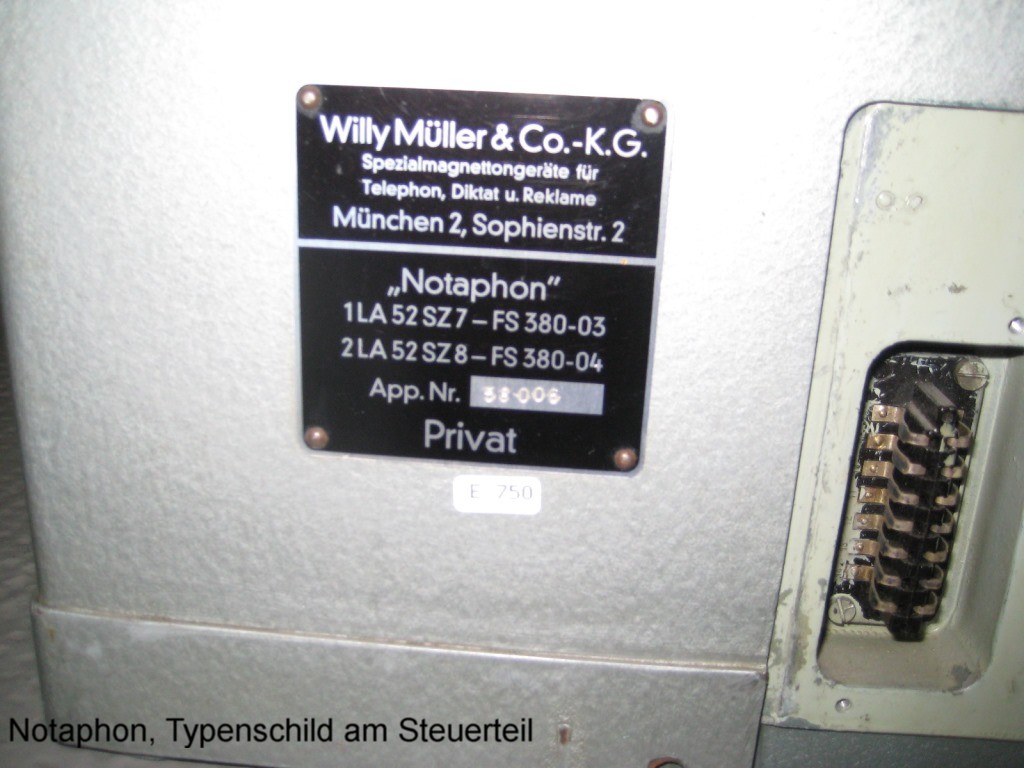 Willy Müller & Co.-K.G.
Spezialmagnettongeräte für
Telephon, Diktat u. Reklame
München 2, Sophienstr. 2
„Notaphon"
1 LA 52 SZ 7 – FS 380-03
2 LA 52 SZ 8 – FS 380-04
App. Nr. 38006
Privat
E 750
Notaphon, Typenschild am Steuerteil